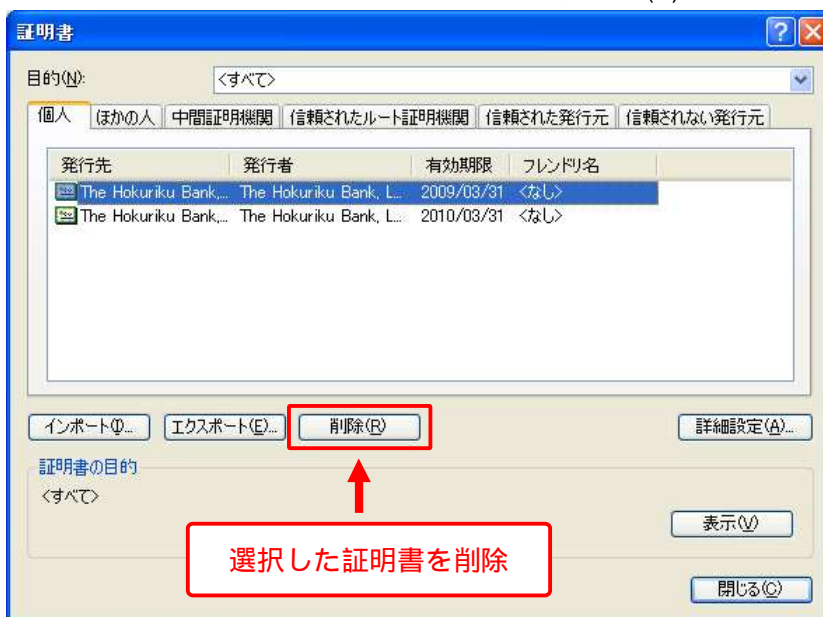 (R)
証明書
目的(N): <すべて>
個人 ほかの人 中間証明機関 信頼されたルート証明機関 信頼された発行元 信頼されない発行元
発行先 発行者 有効期限 フレンドリ名
The Hokuriku Bank,... The Hokuriku Bank, L... 2009/03/31 <なし>
The Hokuriku Bank,... The Hokuriku Bank, L... 2010/03/31 <なし>
インポート(I)... エクスポート(E)... 削除(R) 詳細設定(A)...
証明書の目的
<すべて>
表示(V)
選択した証明書を削除
閉じる(C)